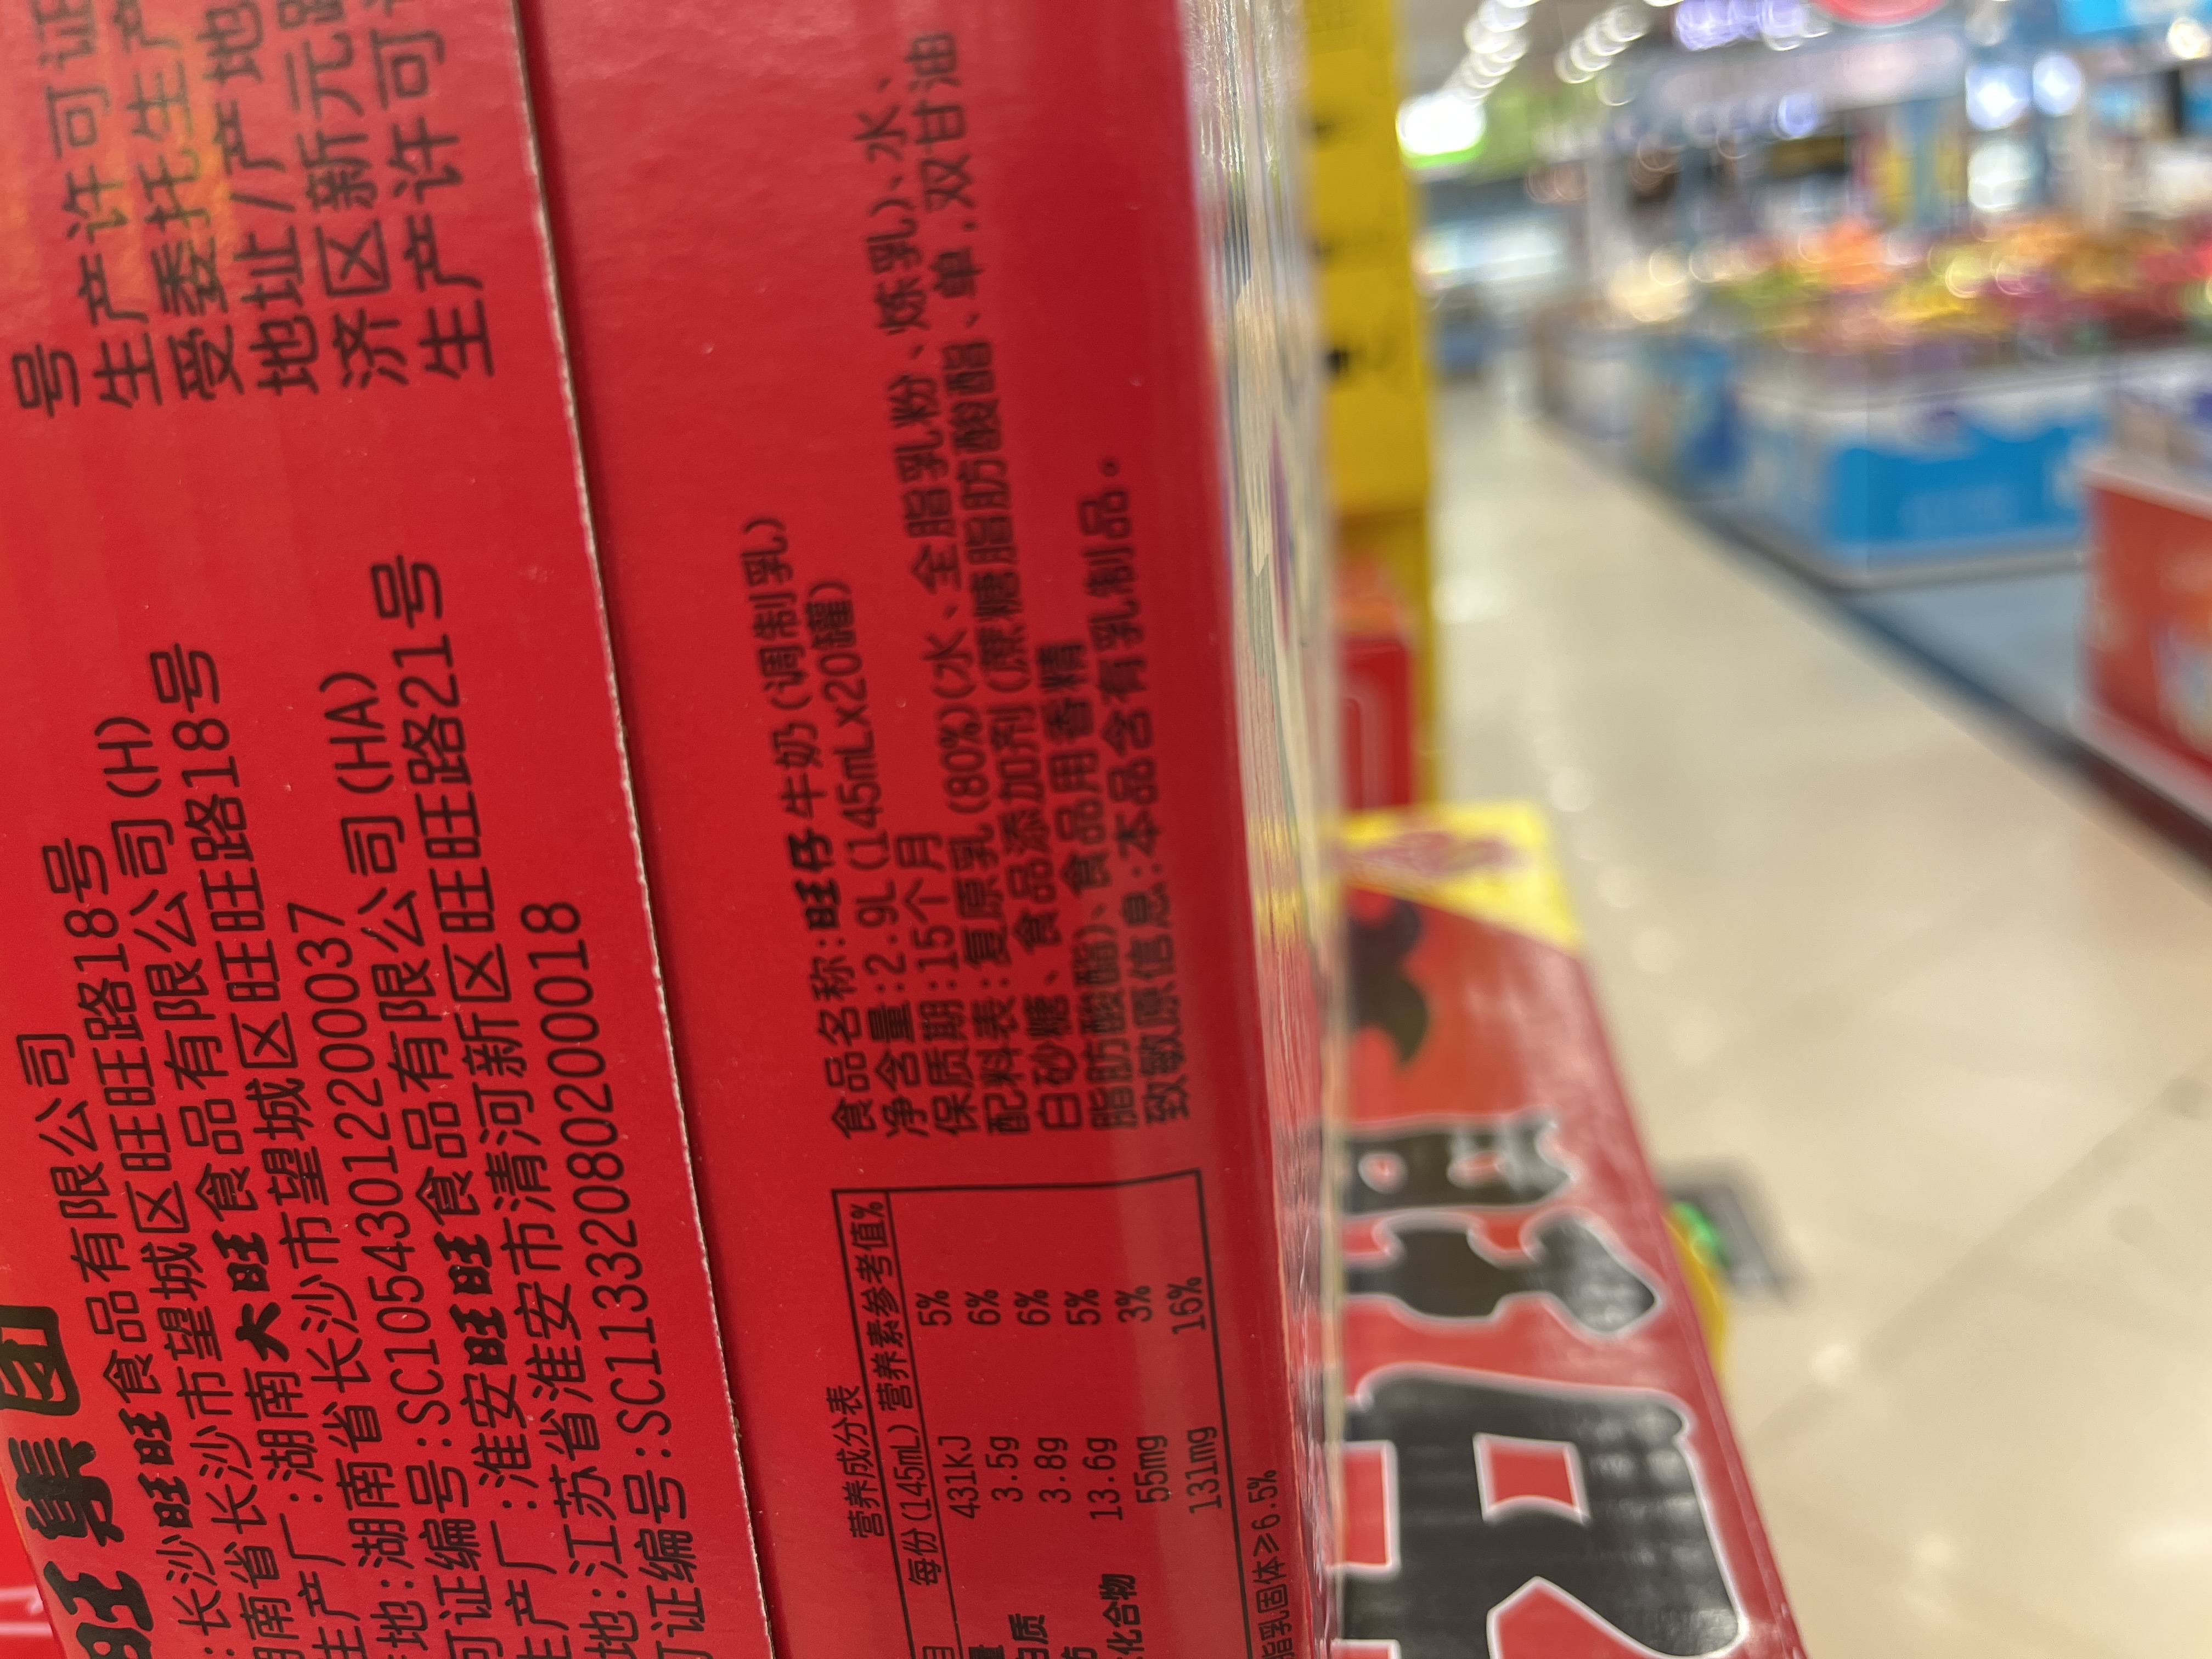 集团
长沙旺旺食品有限公司
湖南省长沙市望城区旺旺路18号
生产厂:湖南大旺食品有限公司(H)
地:湖南省长沙市望城区旺旺路18号
可证编号:SC10543012200037
生产厂:淮安旺旺食品有限公司(HA)
地:江苏省淮安市清河新区旺旺路21号
可证编号:SC11332080200018
号
生产许可证
受委托生产
地址/产地
济区新元
生产许可
食品名称:旺仔牛奶(调制乳)
净含量:2.9L(145mLx20罐)
保质期:15个月
配料表:复原乳(80%)(水、全脂乳粉、炼乳)、水、
白砂糖、食品添加剂(蔗糖脂肪酸酯、单,双甘油
脂肪酸酯)、食品用香精
致敏原信息:本品含有乳制品。
营养成分表
目 每份(145mL) 营养素参考值%
量 431kJ 5%
白质 3.5g 6%
3.8g 6%
化合物 13.6g 5%
55mg 3%
131mg 16%
脂乳固体≥6.5%